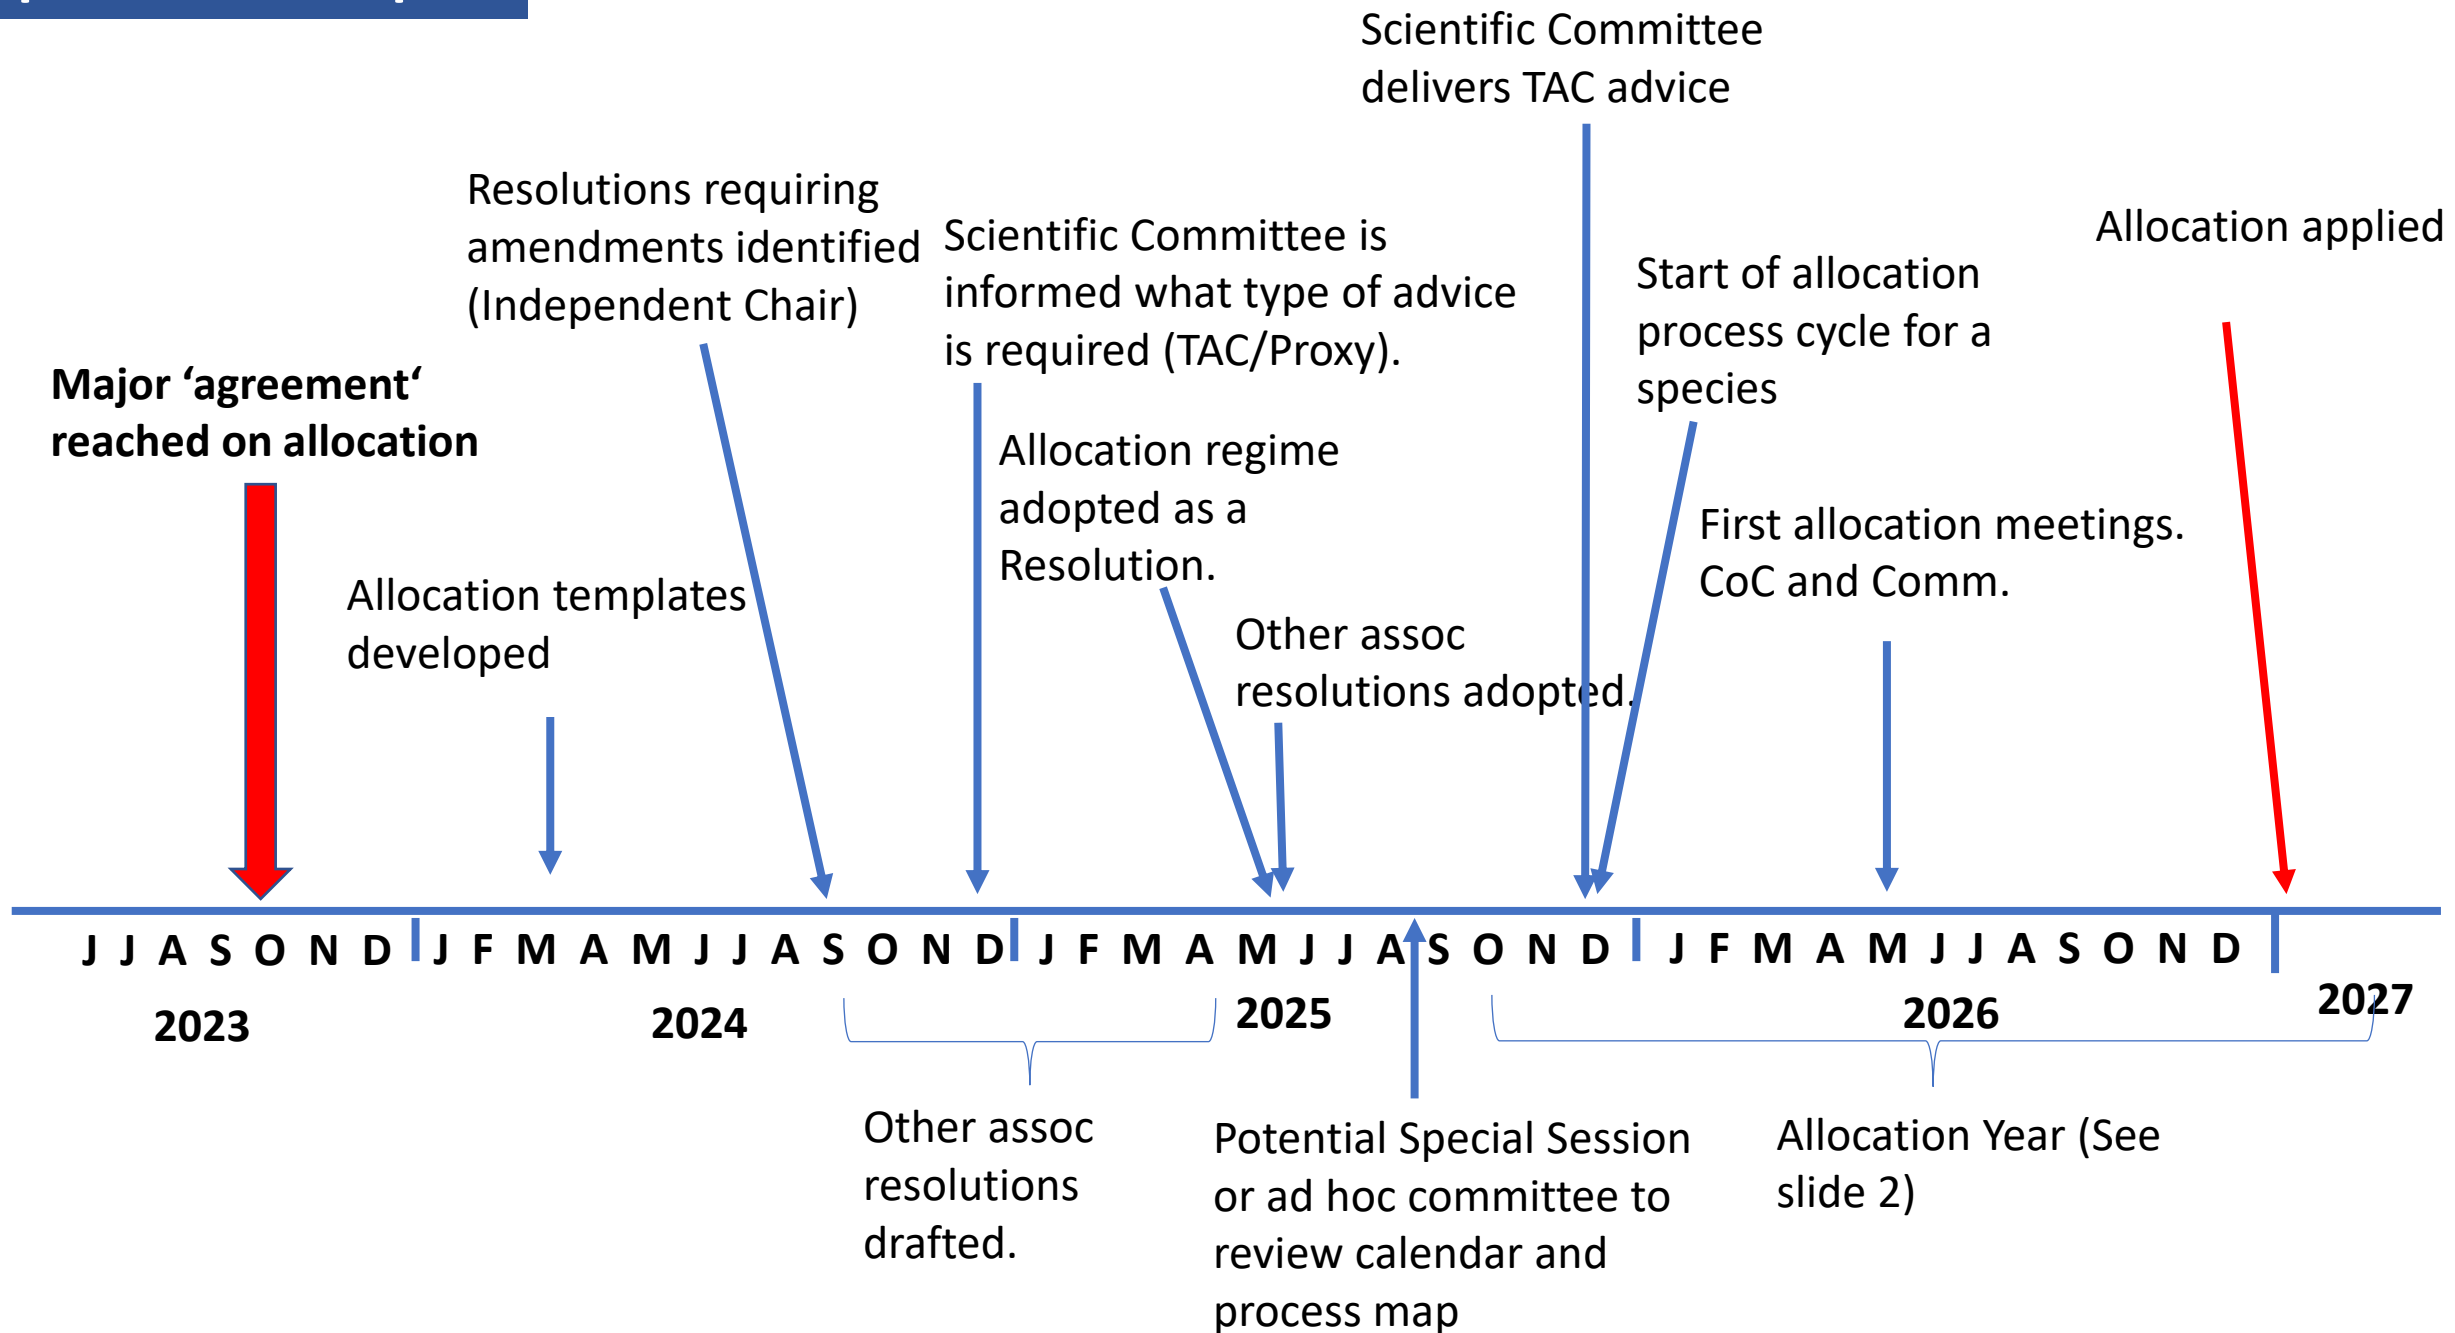 Scientific Committee
delivers TAC advice
Resolutions requiring
amendments identified
(Independent Chair)
Scientific Committee is
informed what type of advice
is required (TAC/Proxy).
Allocation applied
Start of allocation
process cycle for a
species
Major ‘agreement‘
reached on allocation
Allocation regime
adopted as a
Resolution.
First allocation meetings.
CoC and Comm.
Allocation templates
developed
Other assoc
resolutions adopted.
J J A S O N D J F M A M J J A S O N D J F M A M J J A S O N D J F M A M J J A S O N D
2023 2024 2025 2026 2027
Other assoc
resolutions
drafted.
Potential Special Session
or ad hoc committee to
review calendar and
process map
Allocation Year (See
slide 2)